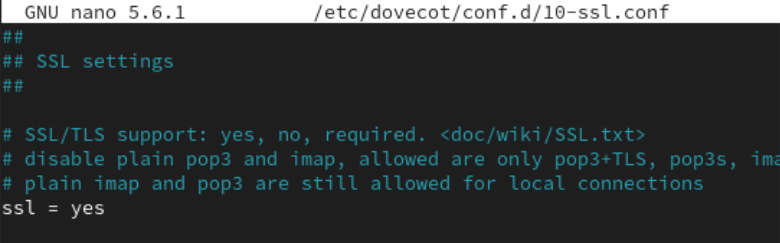 GNU nano 5.6.1 /etc/dovecot/conf.d/10-ssl.conf
##
## SSL settings
##
# SSL/TLS support: yes, no, required. <doc/wiki/SSL.txt>
# disable plain pop3 and imap, allowed are only pop3+TLS, pop3s, ima
# plain imap and pop3 are still allowed for local connections
ssl = yes